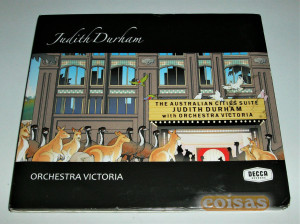 Judith Durham
THE AUSTRALIAN CITIES SUITE
JUDITH DURHAM
with ORCHESTRA VICTORIA
ORCHESTRA VICTORIA
DECCA
coisas